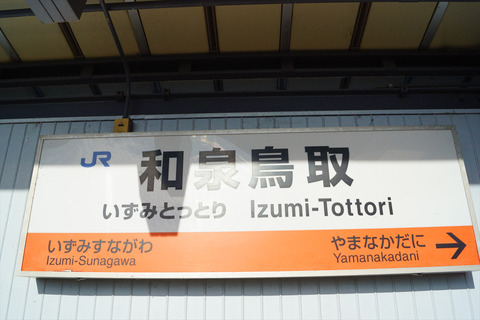 JR 和泉鳥取
いずみとっとり Izumi-Tottori
いずみすながわ やまなかだに →
Izumi-Sunagawa Yamanakadani